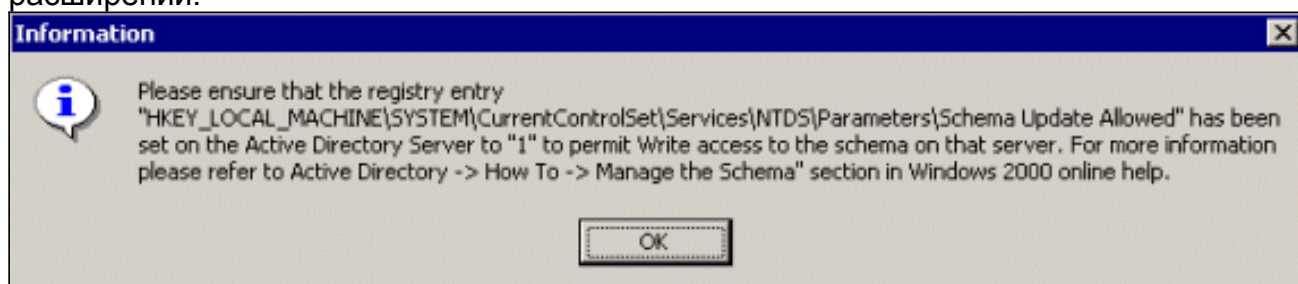 расширений.
Information
Please ensure that the registry entry
"HKEY_LOCAL_MACHINE\SYSTEM\CurrentControlSet\Services\NTDS\Parameters\Schema Update Allowed" has been
set on the Active Directory Server to "1" to permit Write access to the schema on that server. For more information
please refer to Active Directory -> How To -> Manage the Schema" section in Windows 2000 online help.
OK